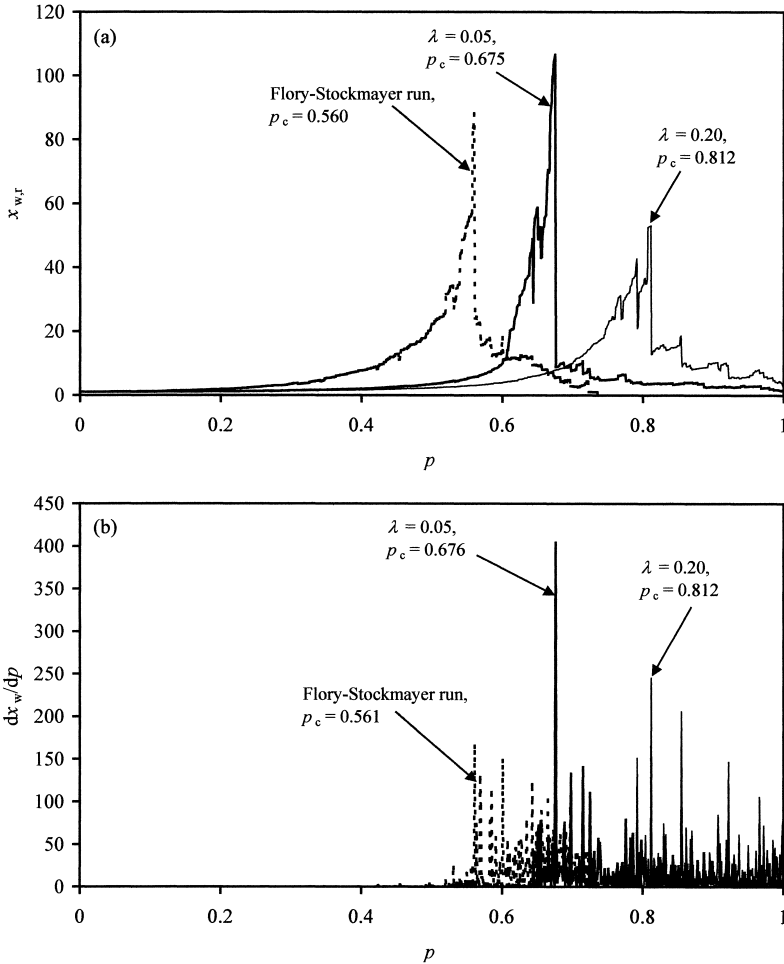 (a)
120
100
80
60
40
20
0
x w,r
λ = 0.05,
p c = 0.675
Flory-Stockmayer run,
p c = 0.560
λ = 0.20,
p c = 0.812
0 0.2 0.4 0.6 0.8 1
p
(b)
450
400
350
300
250
200
150
100
50
0
dx w/dp
λ = 0.05,
p c = 0.676
λ = 0.20,
p c = 0.812
Flory-Stockmayer run,
p c = 0.561
0 0.2 0.4 0.6 0.8 1
p